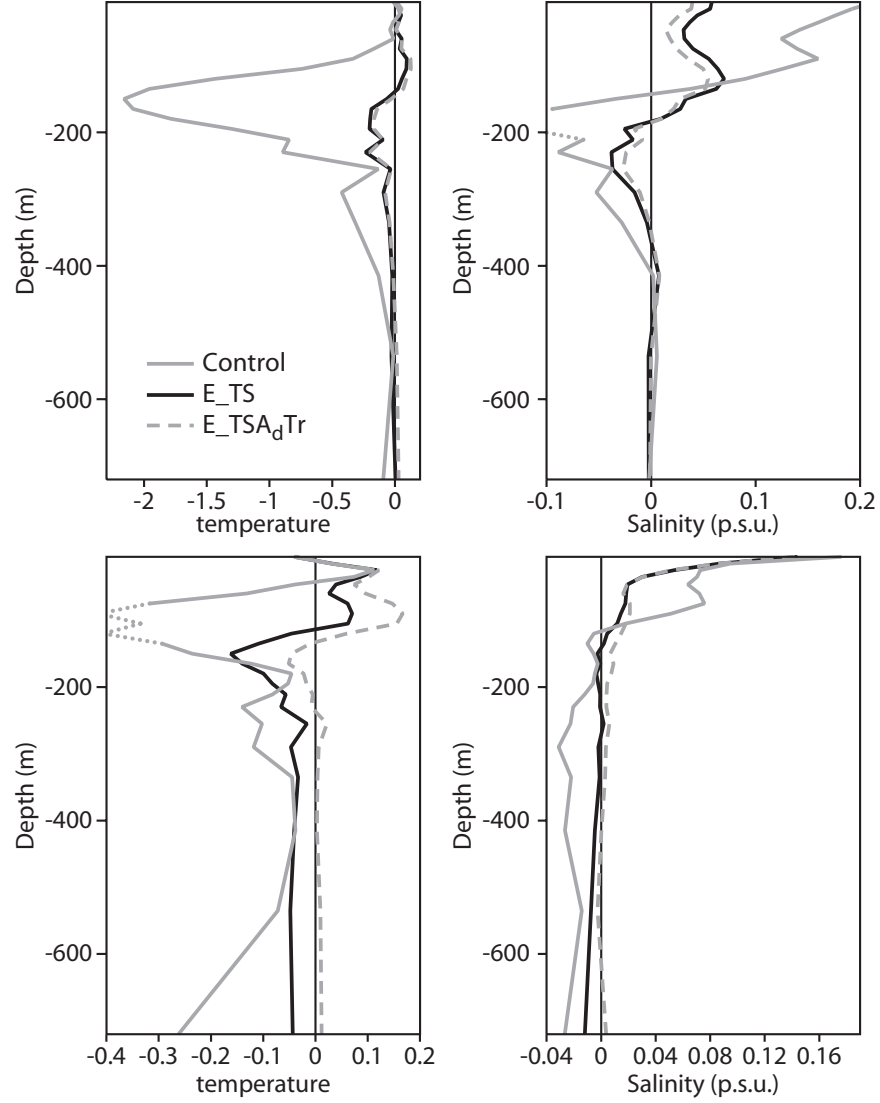 -200
-400
-600
Depth (m)
Control
E_TS
E_TSAdTr
-2 -1.5 -1 -0.5 0
temperature
-200
-400
-600
Depth (m)
-0.1 0 0.1 0.2
Salinity (p.s.u.)
-200
-400
-600
Depth (m)
-0.4 -0.3 -0.2 -0.1 0 0.1 0.2
temperature
-200
-400
-600
Depth (m)
-0.04 0 0.04 0.08 0.12 0.16
Salinity (p.s.u.)